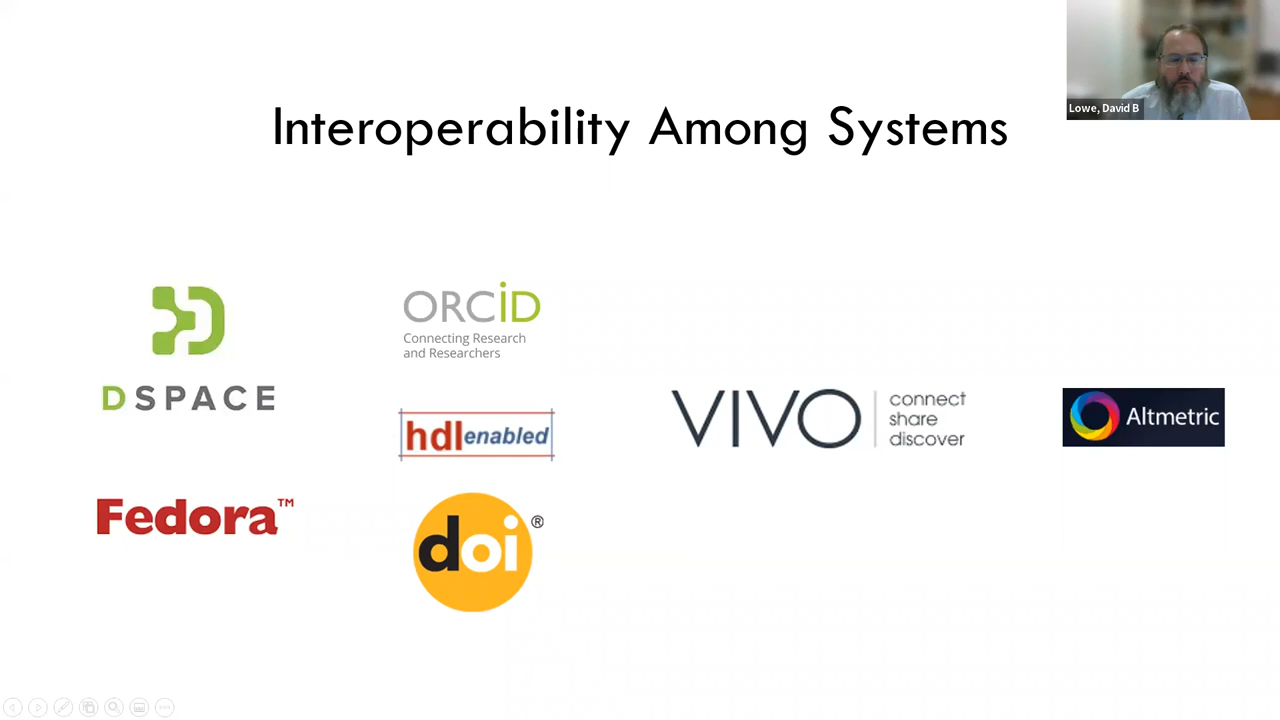 Lowe, David B
Interoperability Among Systems
DSPACE
ORCiD
Connecting Research
and Researchers
hdl enabled
VIVO
connect
share
discover
Altmetric
Fedora™
doi®